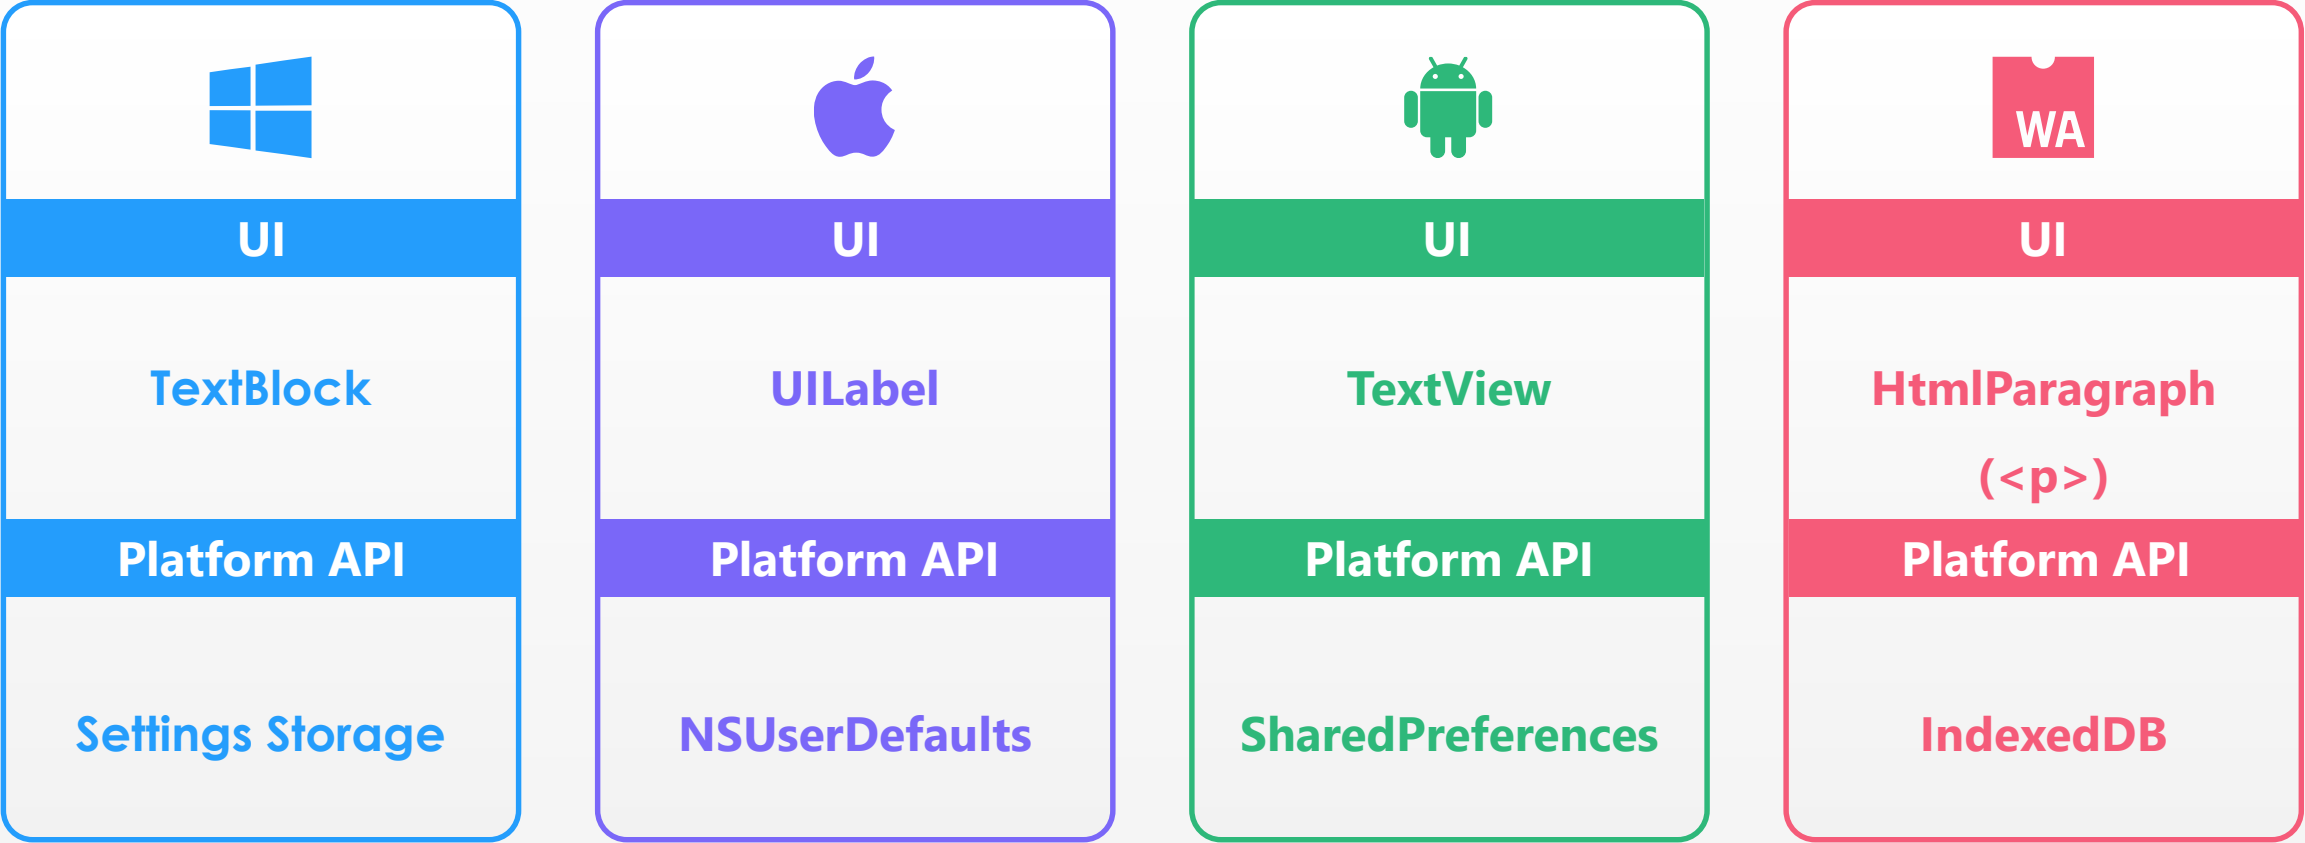 WA
UI
TextBlock
Platform API
Settings Storage
UI
UILabel
Platform API
NSUserDefaults
UI
TextView
Platform API
SharedPreferences
UI
HtmlParagraph
(<p>)
Platform API
IndexedDB